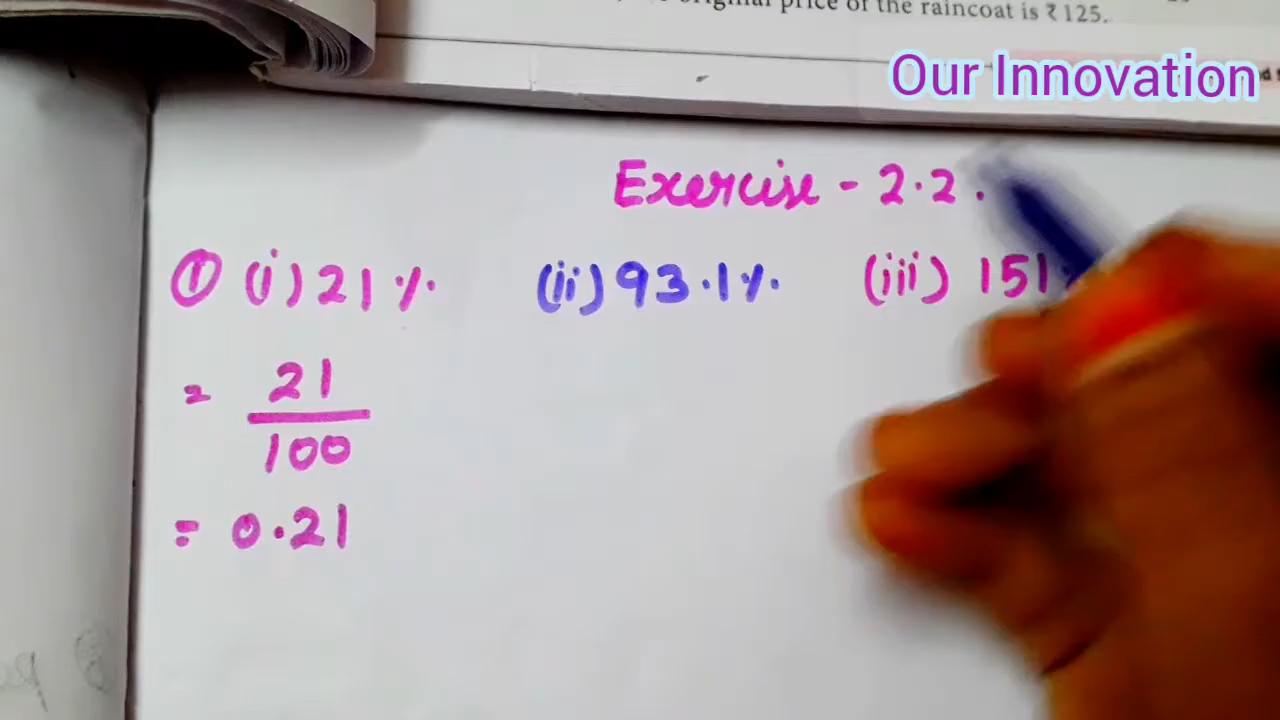 original price of the raincoat is ₹ 125.
Our Innovation
Exercise - 2.2.
① (i) 21 %. (ii) 93.1%. (iii) 151
= 21
100
= 0.21